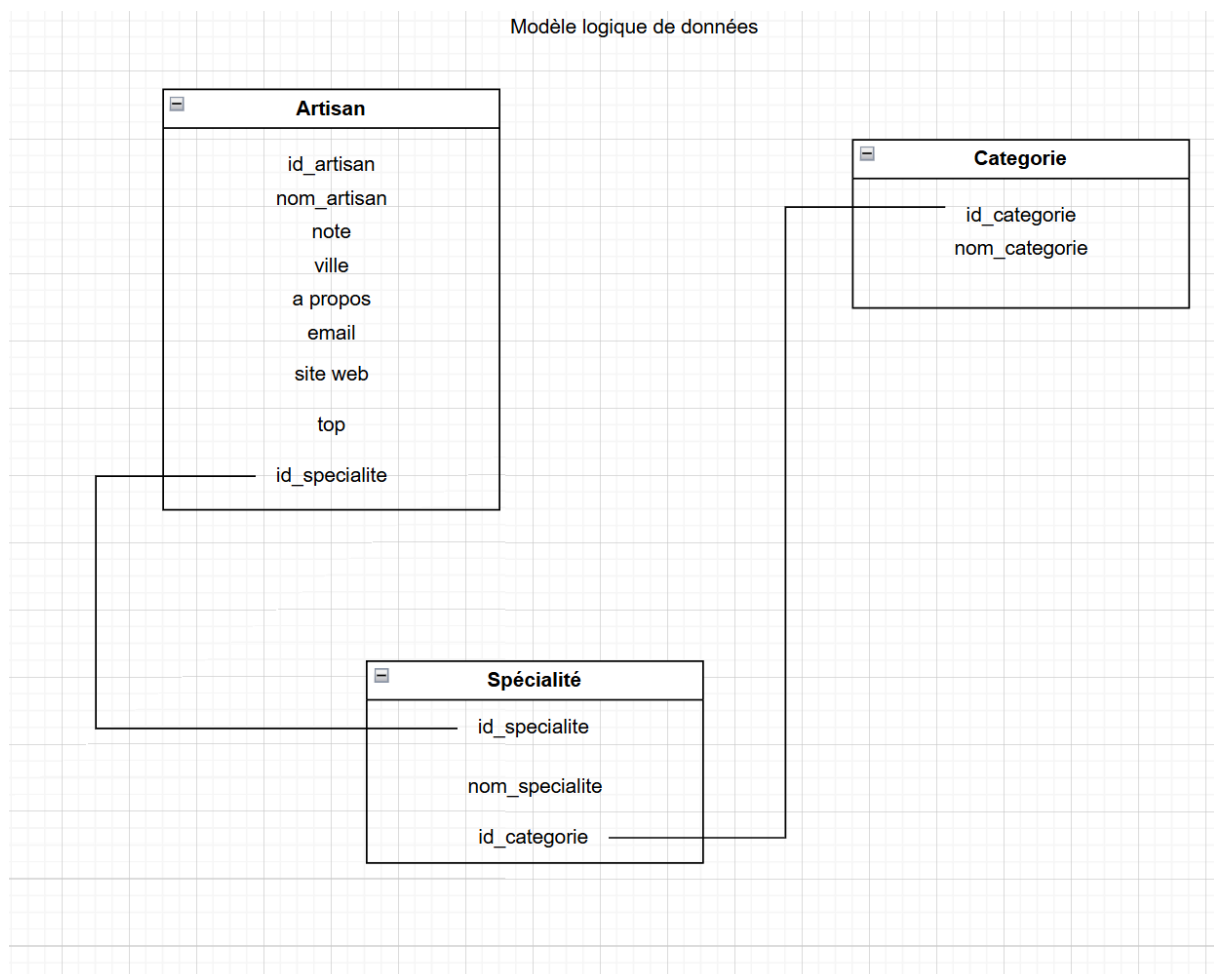 Modèle logique de données
Artisan
id_artisan
nom_artisan
note
ville
a propos
email
site web
top
id_specialite
Categorie
id_categorie
nom_categorie
Spécialité
id_specialite
nom_specialite
id_categorie